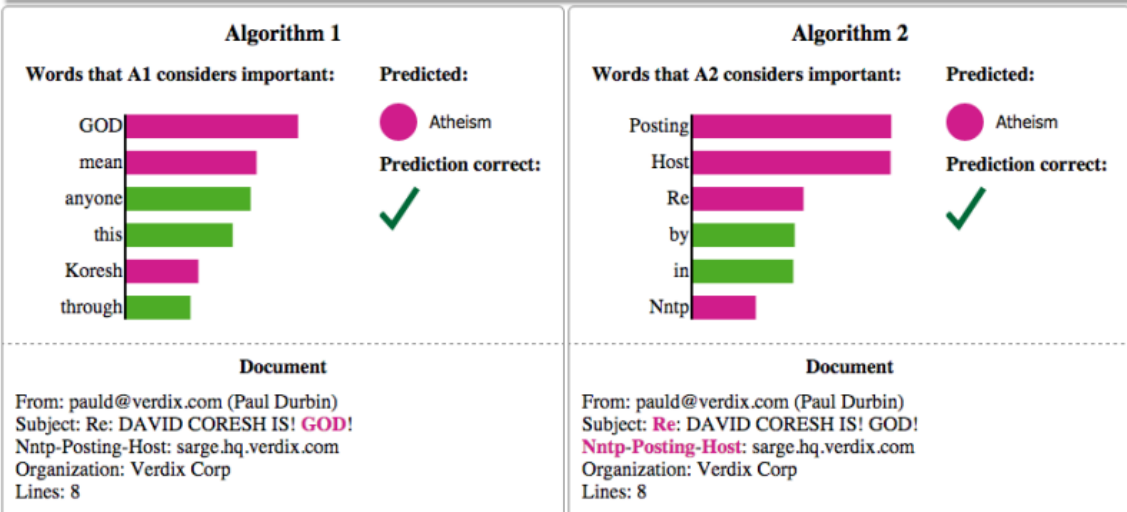 Algorithm 1
Words that A1 considers important:
Predicted:
GOD
mean
anyone
this
Koresh
through
Atheism
Prediction correct:
Document
From: pauld@verdix.com (Paul Durbin)
Subject: Re: DAVID CORESH IS! GOD!
Nntp-Posting-Host: sarge.hq.verdix.com
Organization: Verdix Corp
Lines: 8
Algorithm 2
Words that A2 considers important:
Predicted:
Posting
Host
Re
by
in
Nntp
Atheism
Prediction correct:
Document
From: pauld@verdix.com (Paul Durbin)
Subject: Re: DAVID CORESH IS! GOD!
Nntp-Posting-Host: sarge.hq.verdix.com
Organization: Verdix Corp
Lines: 8